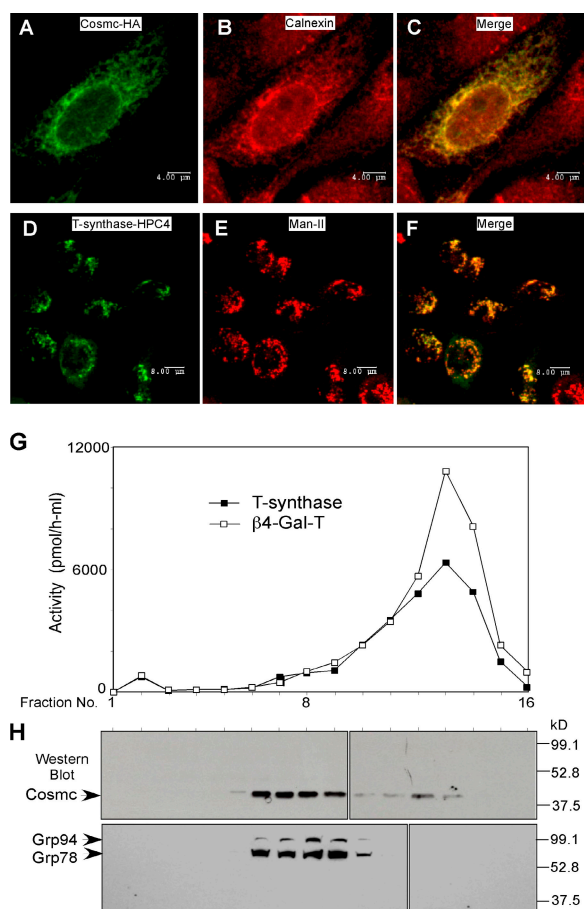 A Cosmc-HA
B Calnexin
C Merge
4.00 µm
4.00 µm
4.00 µm
D T-synthase-HPC4
E Man-II
F Merge
8.00 µm
8.00 µm
8.00 µm
G
12000
6000
0
Activity (pmol/h-ml)
T-synthase
β4-Gal-T
Fraction No. 1 8 16
H
kD
Western
Blot
Cosmc
99.1
52.8
37.5
Grp94
Grp78
99.1
52.8
37.5